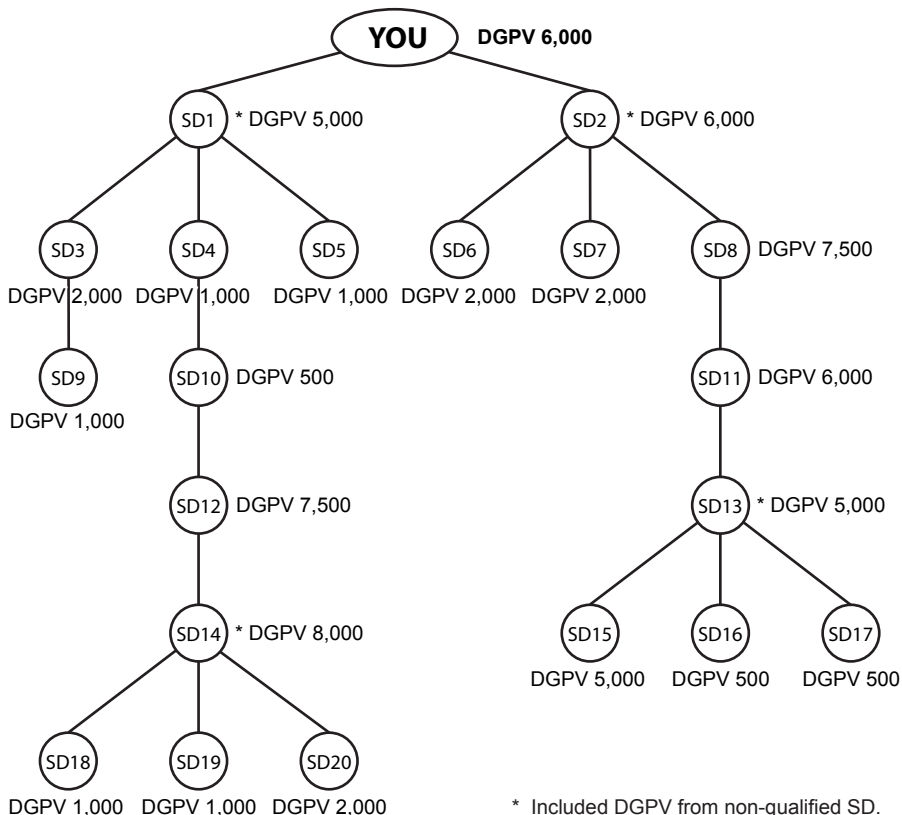 YOU DGPV 6,000
SD1 * DGPV 5,000 SD2 * DGPV 6,000
SD3 SD4 SD5 SD6 SD7 SD8 DGPV 7,500
DGPV 2,000 DGPV 1,000 DGPV 1,000 DGPV 2,000 DGPV 2,000
SD9 SD10 DGPV 500 SD11 DGPV 6,000
DGPV 1,000
SD12 DGPV 7,500 SD13 * DGPV 5,000
SD14 * DGPV 8,000 SD15 SD16 SD17
DGPV 5,000 DGPV 500 DGPV 500
SD18 SD19 SD20
DGPV 1,000 DGPV 1,000 DGPV 2,000 * Included DGPV from non-qualified SD.